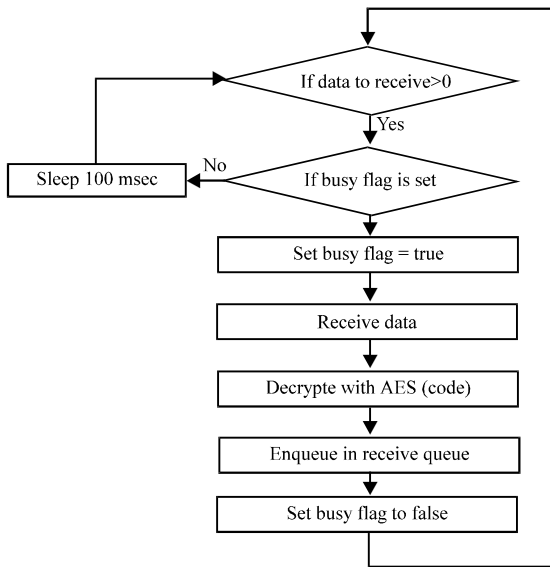 If data to receive>0
Yes
No
Sleep 100 msec
If busy flag is set
Set busy flag = true
Receive data
Decrypte with AES (code)
Enqueue in receive queue
Set busy flag to false